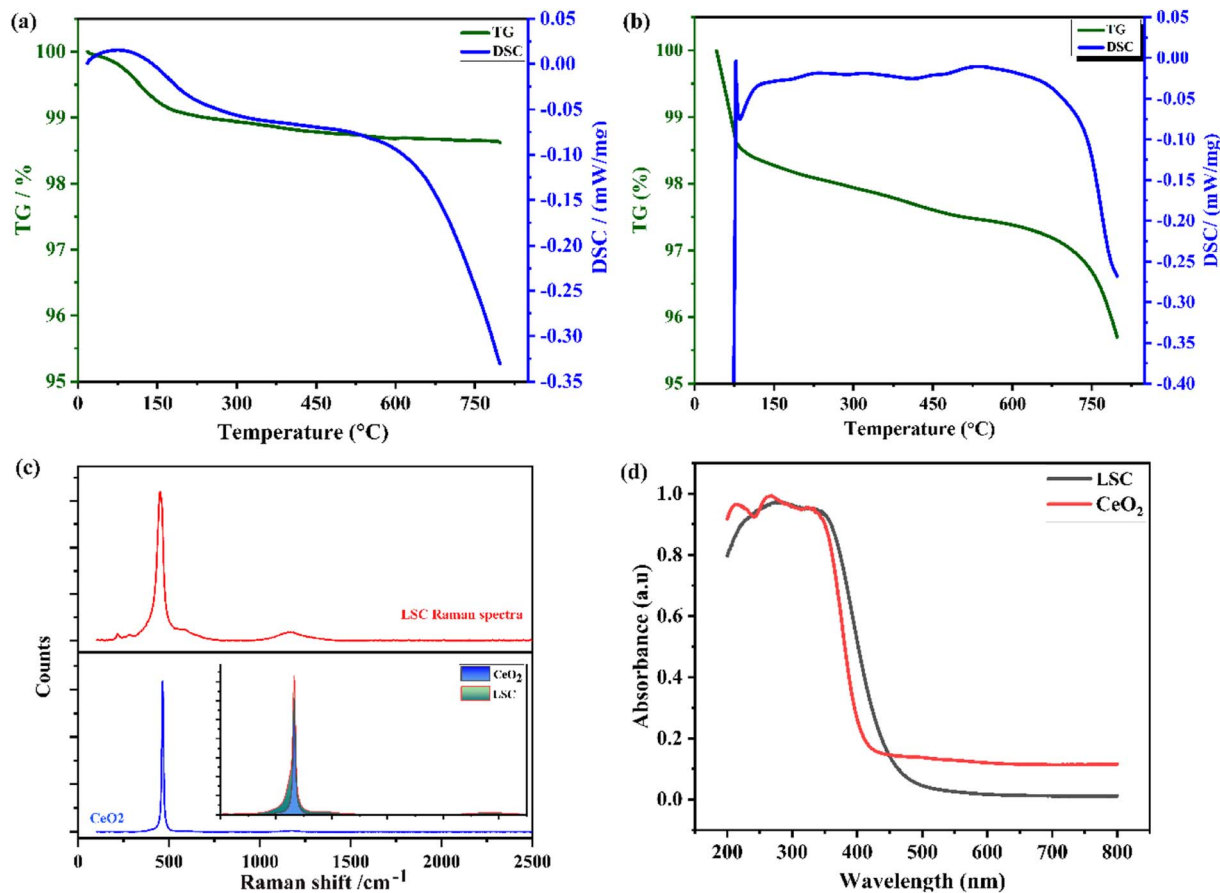 (a)
TG
DSC
100
99
98
97
96
95
TG / %
0.05
0.00
-0.05
-0.10
-0.15
-0.20
-0.25
-0.30
-0.35
DSC / (mW/mg)
0 150 300 450 600 750
Temperature (°C)
(b)
TG
DSC
100
99
98
97
96
95
TG (%)
0.05
0.00
-0.05
-0.10
-0.15
-0.20
-0.25
-0.30
-0.35
-0.40
DSC/ (mW/mg)
0 150 300 450 600 750
Temperature (°C)
(c)
LSC Raman spectra
Counts
CeO₂
LSC
CeO2
0 500 1000 1500 2000 2500
Raman shift /cm⁻¹
(d)
LSC
CeO₂
1.0
0.8
0.6
0.4
0.2
0.0
Absorbance (a.u)
200 300 400 500 600 700 800
Wavelength (nm)